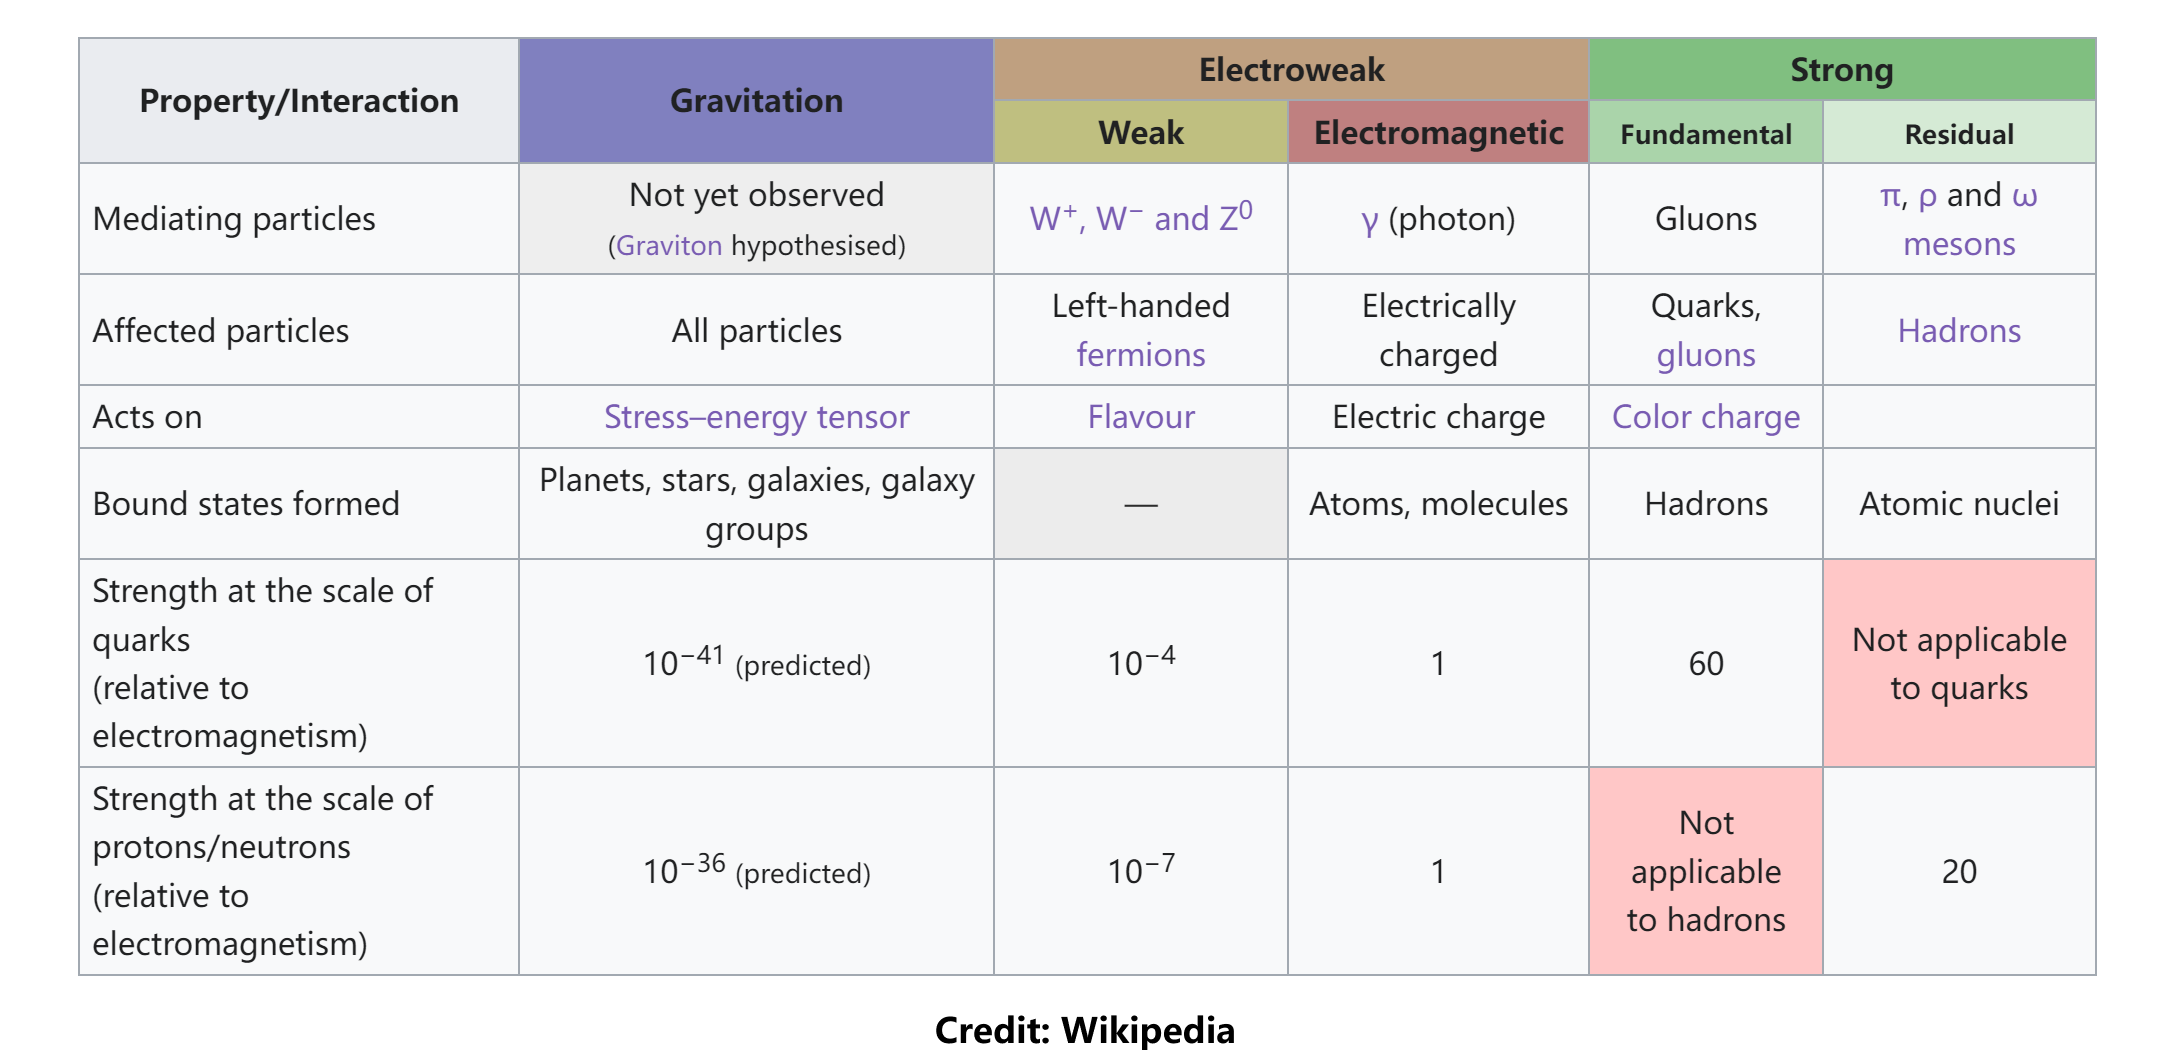 Property/Interaction
Gravitation
Electroweak
Strong
Weak
Electromagnetic
Fundamental
Residual
Mediating particles
Not yet observed
(Graviton hypothesised)
W⁺, W⁻ and Z⁰
γ (photon)
Gluons
π, ρ and ω
mesons
Affected particles
All particles
Left-handed
fermions
Electrically
charged
Quarks,
gluons
Hadrons
Acts on
Stress–energy tensor
Flavour
Electric charge
Color charge
Bound states formed
Planets, stars, galaxies, galaxy
groups
—
Atoms, molecules
Hadrons
Atomic nuclei
Strength at the scale of
quarks
(relative to
electromagnetism)
10⁻⁴¹ (predicted)
10⁻⁴
1
60
Not applicable
to quarks
Strength at the scale of
protons/neutrons
(relative to
electromagnetism)
10⁻³⁶ (predicted)
10⁻⁷
1
Not
applicable
to hadrons
20
Credit: Wikipedia